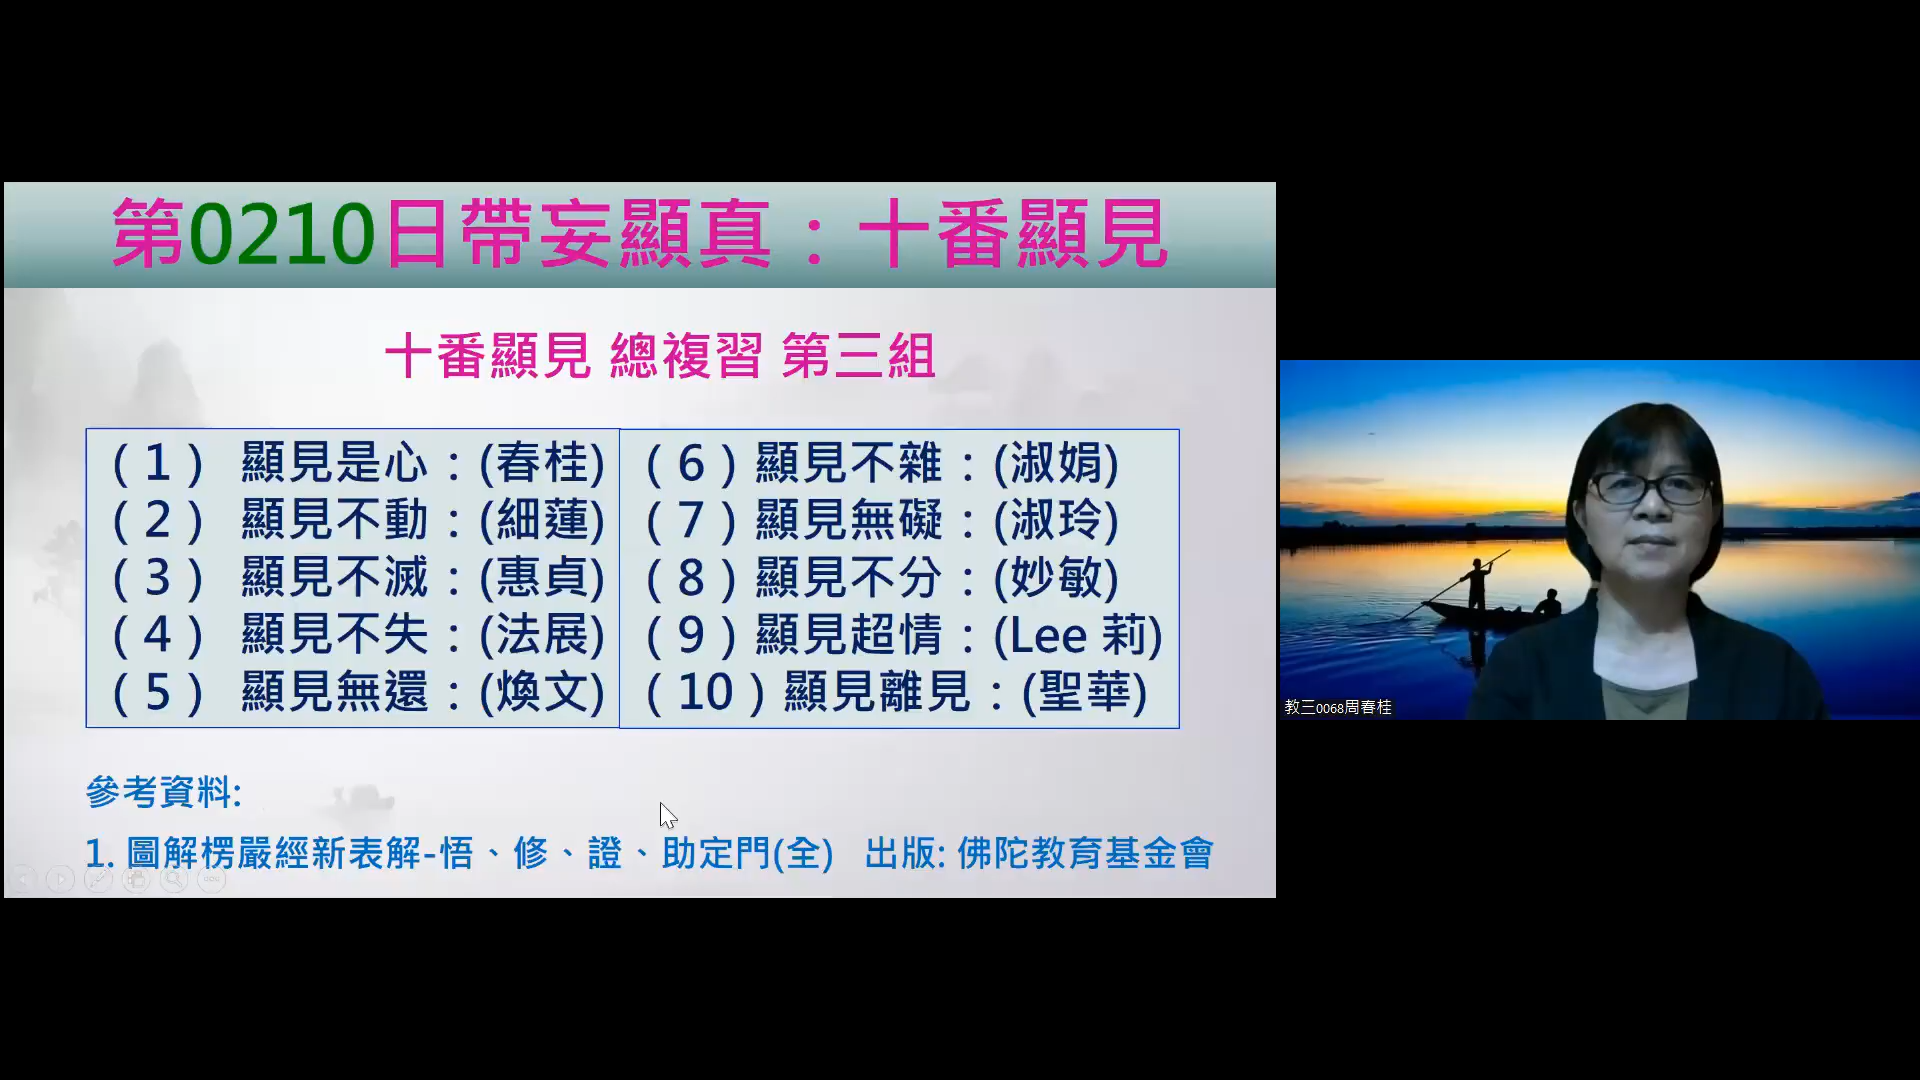 第0210日帶妄顯真：十番顯見
十番顯見 總複習 第三組
（1） 顯見是心：(春桂)
（2） 顯見不動：(細蓮)
（3） 顯見不滅：(惠貞)
（4） 顯見不失：(法展)
（5） 顯見無還：(煥文)
（6）顯見不雜：(淑娟)
（7）顯見無礙：(淑玲)
（8）顯見不分：(妙敏)
（9）顯見超情：(Lee 莉)
（10）顯見離見：(聖華)
參考資料:
1. 圖解楞嚴經新表解-悟、修、證、助定門(全) 出版: 佛陀教育基金會
教三0068周春桂